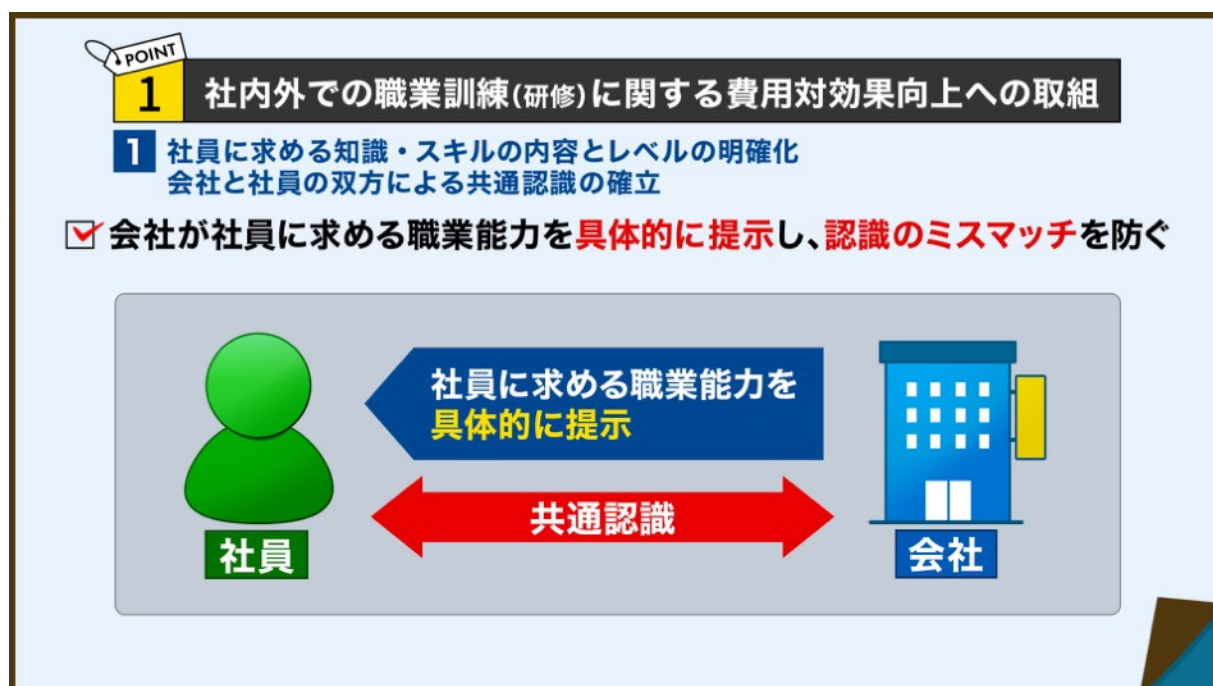 POINT
1 社内外での職業訓練(研修)に関する費用対効果向上への取組
1 社員に求める知識・スキルの内容とレベルの明確化
会社と社員の双方による共通認識の確立
会社が社員に求める職業能力を具体的に提示し、認識のミスマッチを防ぐ
社員に求める職業能力を
具体的に提示
共通認識
社員
会社